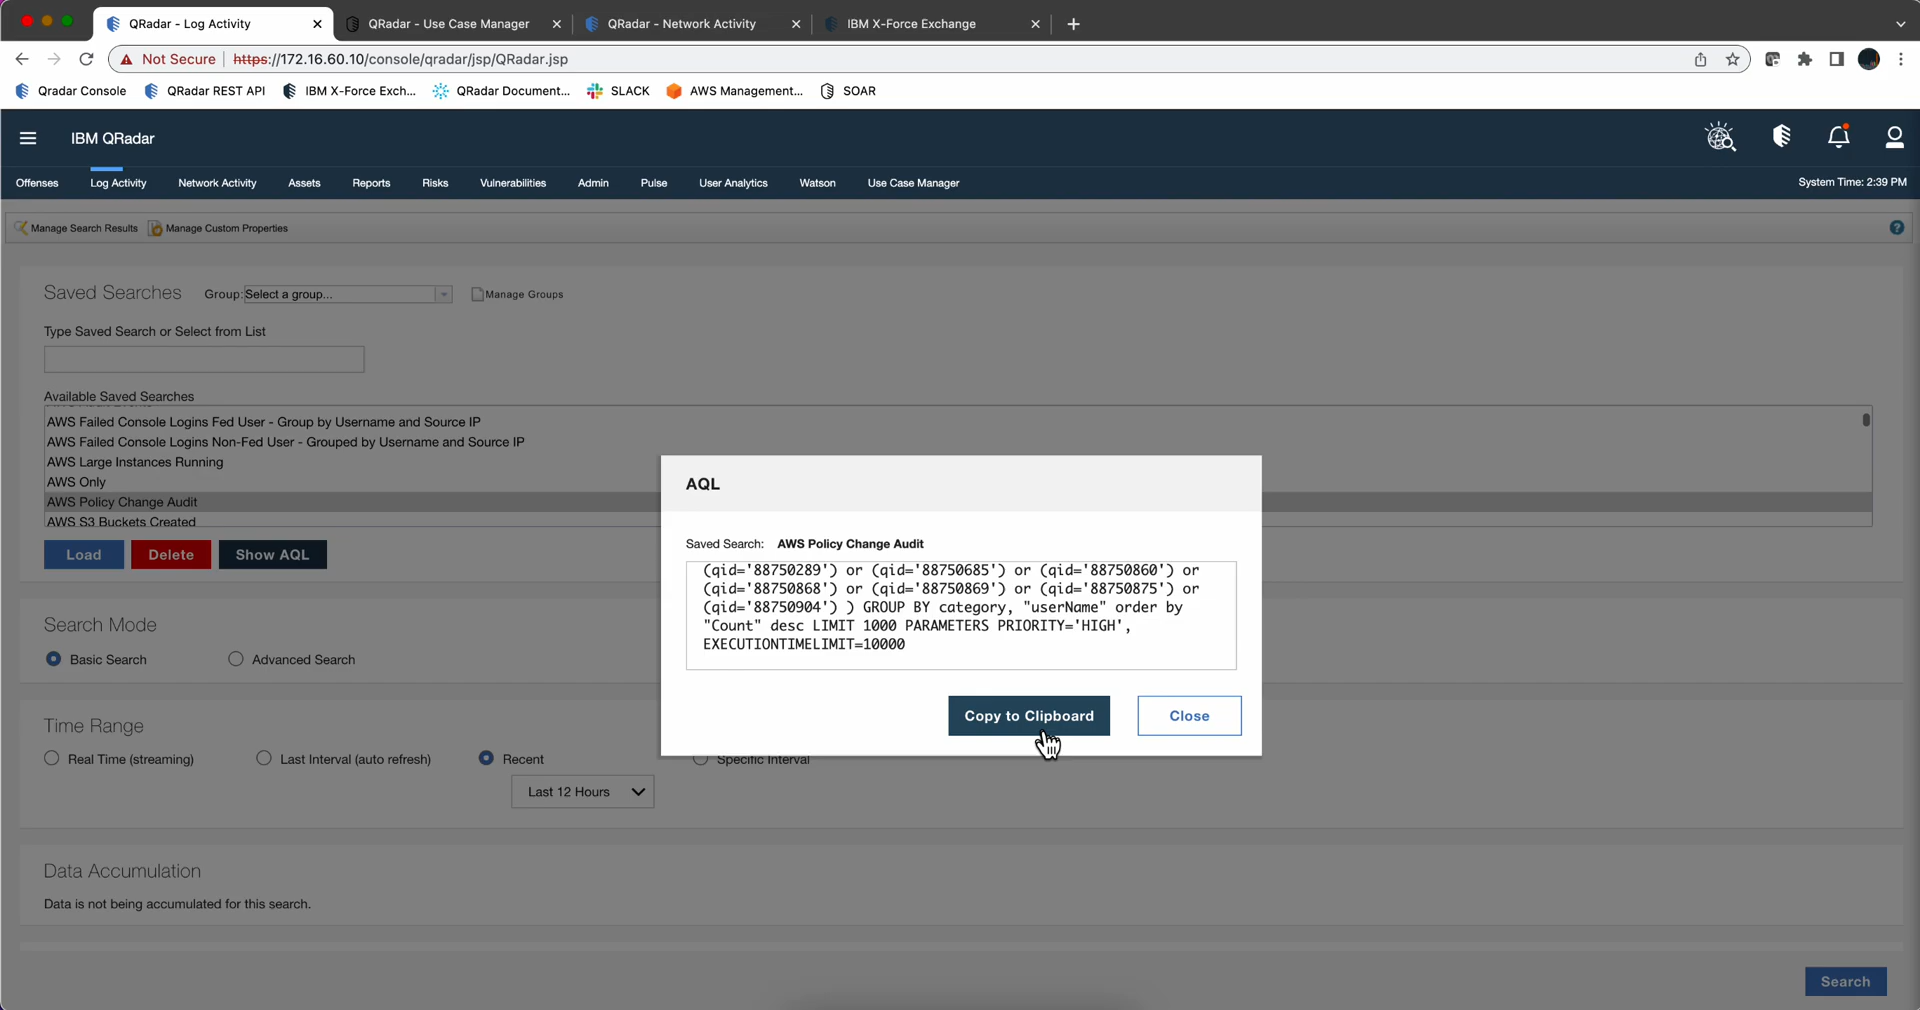 QRadar - Log Activity
QRadar - Use Case Manager
QRadar - Network Activity
IBM X-Force Exchange
Not Secure
https://172.16.60.10/console/qradar/jsp/QRadar.jsp
Qradar Console
QRadar REST API
IBM X-Force Exch...
QRadar Document...
SLACK
AWS Management...
SOAR
IBM QRadar
Offenses
Log Activity
Network Activity
Assets
Reports
Risks
Vulnerabilities
Admin
Pulse
User Analytics
Watson
Use Case Manager
System Time: 2:39 PM
Manage Search Results
Manage Custom Properties
Saved Searches
Group:
Select a group...
Manage Groups
Type Saved Search or Select from List
Available Saved Searches
AWS Failed Console Logins Fed User - Group by Username and Source IP
AWS Failed Console Logins Non-Fed User - Grouped by Username and Source IP
AWS Large Instances Running
AWS Only
AWS Policy Change Audit
AWS S3 Buckets Created
Load
Delete
Show AQL
Search Mode
Basic Search
Advanced Search
Time Range
Real Time (streaming)
Last Interval (auto refresh)
Recent
Specific Interval
Last 12 Hours
Data Accumulation
Data is not being accumulated for this search.
Search
AQL
Saved Search: AWS Policy Change Audit
(qid='88750289') or (qid='88750685') or (qid='88750860') or
(qid='88750868') or (qid='88750869') or (qid='88750875') or
(qid='88750904') ) GROUP BY category, "userName" order by
"Count" desc LIMIT 1000 PARAMETERS PRIORITY='HIGH',
EXECUTIONTIMELIMIT=10000
Copy to Clipboard
Close